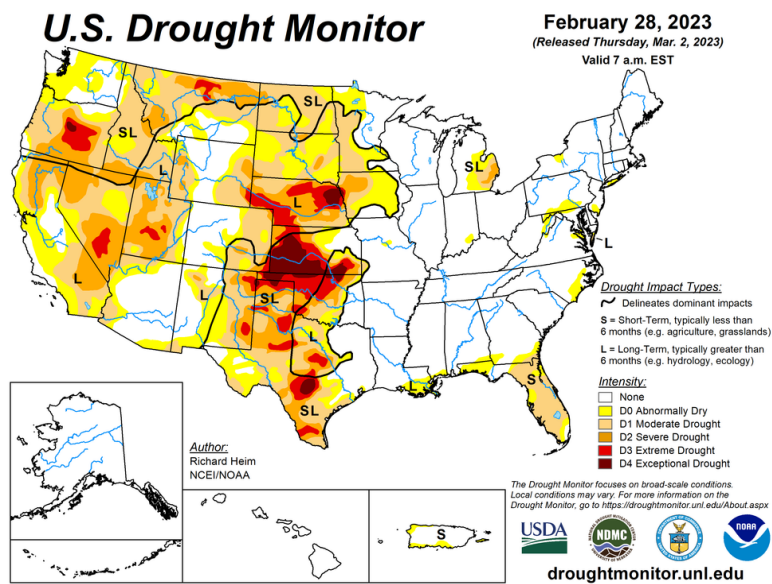 U.S. Drought Monitor
February 28, 2023
(Released Thursday, Mar. 2, 2023)
Valid 7 a.m. EST
SL
SL
L
SL
L
L
L
SL
L
SL
L
S
L
Drought Impact Types:
Delineates dominant impacts
S = Short-Term, typically less than
6 months (e.g. agriculture, grasslands)
L = Long-Term, typically greater than
6 months (e.g. hydrology, ecology)
Intensity:
None
D0 Abnormally Dry
D1 Moderate Drought
D2 Severe Drought
D3 Extreme Drought
D4 Exceptional Drought
Author:
Richard Heim
NCEI/NOAA
S
The Drought Monitor focuses on broad-scale conditions.
Local conditions may vary. For more information on the
Drought Monitor, go to https://droughtmonitor.unl.edu/About.aspx
USDA
NDMC
NOAA
droughtmonitor.unl.edu